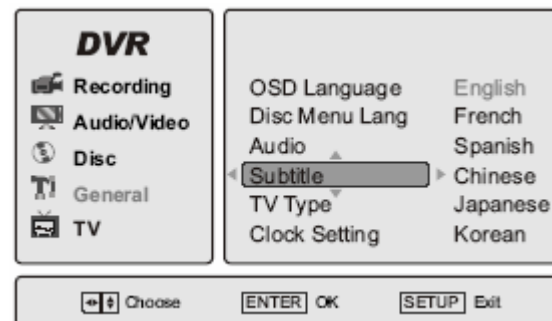 DVR
Recording
Audio/Video
Disc
General
TV
OSD Language English
Disc Menu Lang French
Audio Spanish
Subtitle Chinese
TV Type Japanese
Clock Setting Korean
Choose ENTER OK SETUP Exit